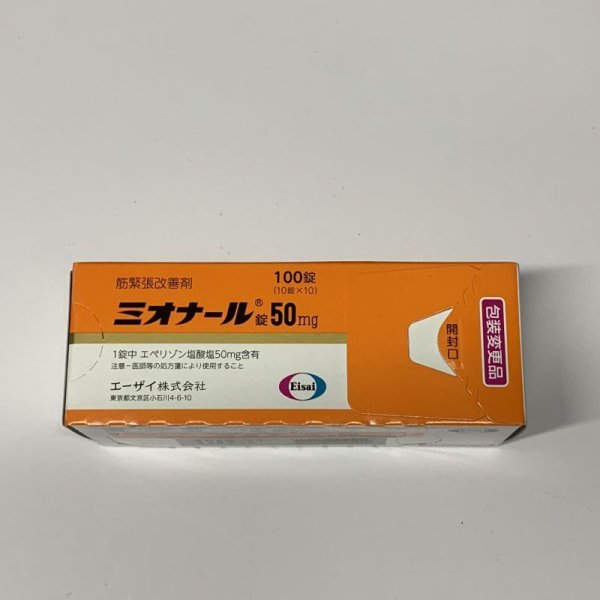 筋緊張改善剤
100錠
(10錠×10)
ミオナール®錠50mg
1錠中 エペリゾン塩酸塩50mg含有
注意-医師等の処方箋により使用すること
エーザイ株式会社
東京都文京区小石川4-6-10
Eisai
開封口
包装変更品